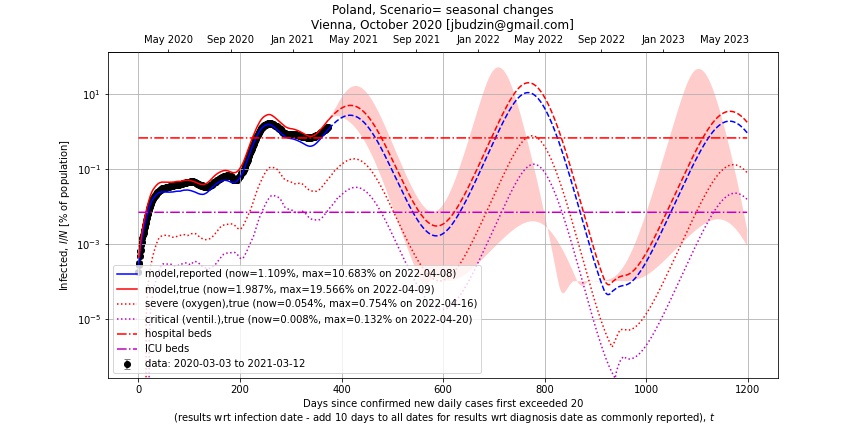 Poland, Scenario= seasonal changes
Vienna, October 2020 [jbudzin@gmail.com]
May 2020 Sep 2020 Jan 2021 May 2021 Sep 2021 Jan 2022 May 2022 Sep 2022 Jan 2023 May 2023
Infected, I/N [% of population]
10¹
10⁻¹
10⁻³
10⁻⁵
model,reported (now=1.109%, max=10.683% on 2022-04-08)
model,true (now=1.987%, max=19.566% on 2022-04-09)
severe (oxygen),true (now=0.054%, max=0.754% on 2022-04-16)
critical (ventil.),true (now=0.008%, max=0.132% on 2022-04-20)
hospital beds
ICU beds
data: 2020-03-03 to 2021-03-12
0 200 400 600 800 1000 1200
Days since confirmed new daily cases first exceeded 20
(results wrt infection date - add 10 days to all dates for results wrt diagnosis date as commonly reported), t